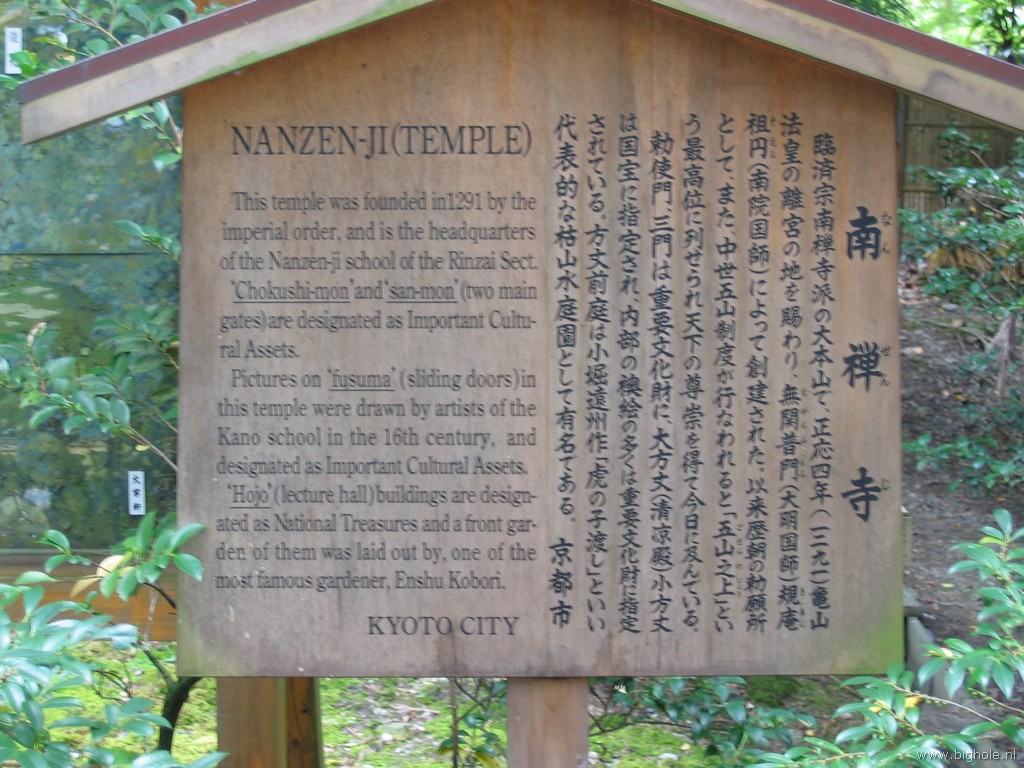 NANZEN-JI(TEMPLE)
This temple was founded in1291 by the
imperial order, and is the headquarters
of the Nanzen-ji school of the Rinzai Sect.
‘Chokushi-mon’and‘san-mon’(two main
gates)are designated as Important Cultu-
ral Assets.
Pictures on ‘fusuma’ (sliding doors)in
this temple were drawn by artists of the
Kano school in the 16th century, and
designated as Important Cultural Assets.
‘Hojo’(lecture hall)buildings are design-
ated as National Treasures and a front gar-
den of them was laid out by, one of the
most famous gardener, Enshu Kobori.
KYOTO CITY
南禅寺
なんぜんじ
臨済宗南禅寺派の大本山で、正応四年(一二九一)亀山
法皇の離宮の地を賜わり、無関普門(大明国師)規庵
祖円(南院国師)によって創建された。以来歴朝の勅願所
として、また、中世五山制度が行なわれると「五山之上」とい
う最高位に列せられ天下の尊崇を得て今日に及んでいる。
勅使門、三門は重要文化財に、大方丈(清涼殿)小方丈
は国宝に指定され、内部の襖絵の多くは重要文化財に指定
されている。方丈前庭は小堀遠州作「虎の子渡し」といい
代表的な枯山水庭園として有名である。
京都市
www.bighole.nl